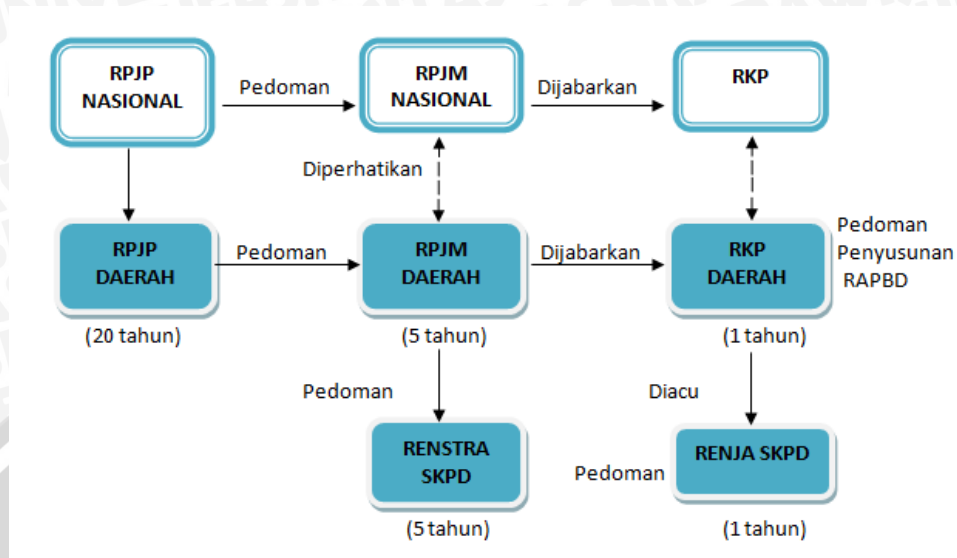 RPJP
NASIONAL
Pedoman
RPJM
NASIONAL
Dijabarkan
RKP
Diperhatikan
RPJP
DAERAH
Pedoman
RPJM
DAERAH
Dijabarkan
RKP
DAERAH
Pedoman
Penyusunan
RAPBD
(20 tahun)
(5 tahun)
(1 tahun)
Pedoman
Diacu
RENSTRA
SKPD
Pedoman
RENJA SKPD
(5 tahun)
(1 tahun)